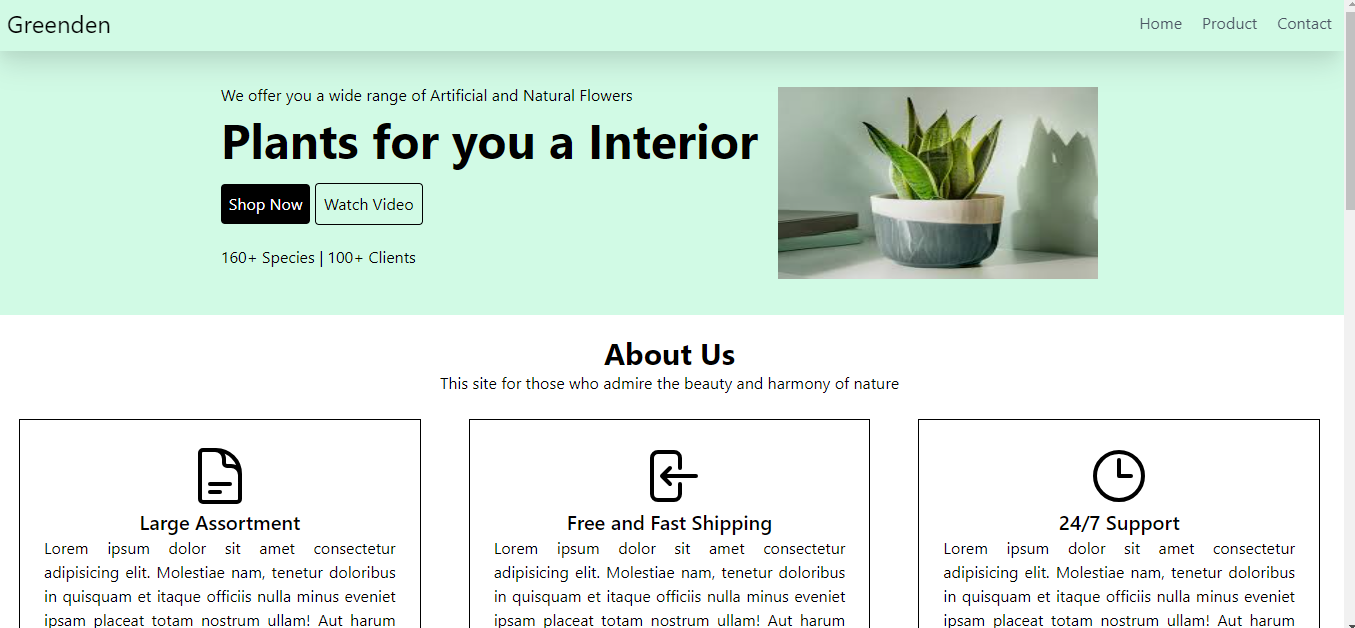 Greenden
Home Product Contact
We offer you a wide range of Artificial and Natural Flowers
Plants for you a Interior
Shop Now Watch Video
160+ Species | 100+ Clients
About Us
This site for those who admire the beauty and harmony of nature
Large Assortment
Lorem ipsum dolor sit amet consectetur
adipisicing elit. Molestiae nam, tenetur doloribus
in quisquam et itaque officiis nulla minus eveniet
ipsam placeat totam nostrum ullam! Aut harum
Free and Fast Shipping
Lorem ipsum dolor sit amet consectetur
adipisicing elit. Molestiae nam, tenetur doloribus
in quisquam et itaque officiis nulla minus eveniet
ipsam placeat totam nostrum ullam! Aut harum
24/7 Support
Lorem ipsum dolor sit amet consectetur
adipisicing elit. Molestiae nam, tenetur doloribus
in quisquam et itaque officiis nulla minus eveniet
ipsam placeat totam nostrum ullam! Aut harum